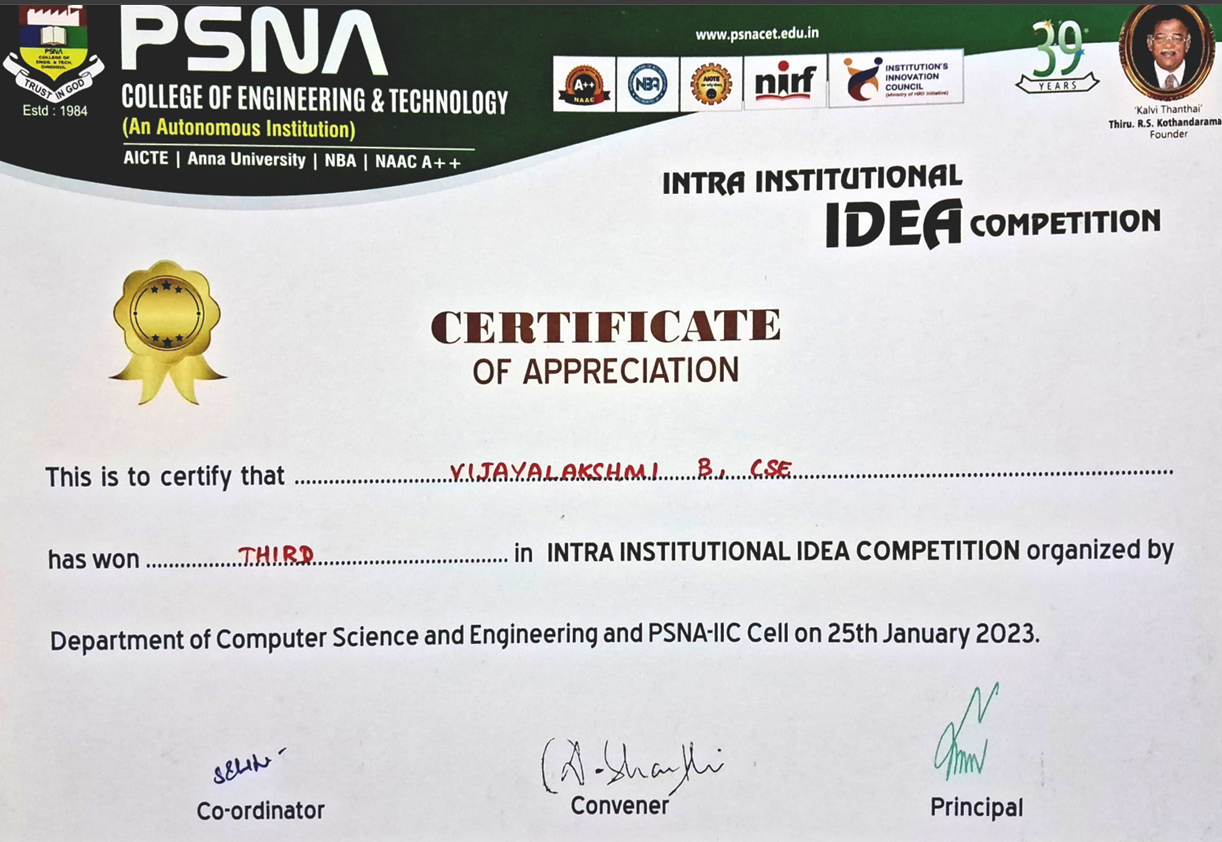 PSNA
COLLEGE OF ENGINEERING & TECHNOLOGY
(An Autonomous Institution)
AICTE | Anna University | NBA | NAAC A++
PSNA
COLLEGE OF
ENGG. & TECH.
DINDIGUL
TRUST IN GOD
Estd : 1984
www.psnacet.edu.in
A++
NAAC
NBA
AICTE
nirf
INSTITUTION'S
INNOVATION
COUNCIL
(Ministry of HRD Initiative)
39
YEARS
'Kalvi Thanthai'
Thiru. R.S. Kothandarama
Founder
INTRA INSTITUTIONAL
IDEA COMPETITION
CERTIFICATE
OF APPRECIATION
This is to certify that VIJAYALAKSHMI B, CSE
has won THIRD in INTRA INSTITUTIONAL IDEA COMPETITION organized by
Department of Computer Science and Engineering and PSNA-IIC Cell on 25th January 2023.
Co-ordinator
(A. Shanthi
Convener
Principal